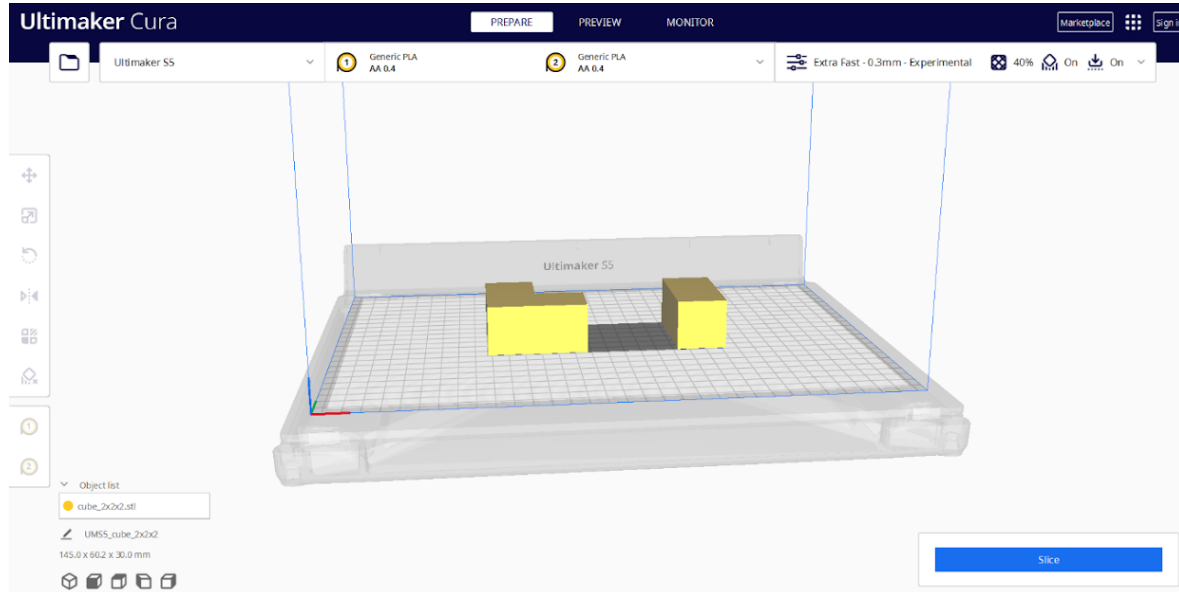 Ultimaker Cura
PREPARE
PREVIEW
MONITOR
Marketplace
Sign i
Ultimaker S5
1
Generic PLA
AA 0.4
2
Generic PLA
AA 0.4
Extra Fast - 0.3mm - Experimental
40%
On
On
Ultimaker S5
1
2
Object list
cube_2x2x2.stl
UMS5_cube_2x2x2
145.0 x 60.2 x 30.0 mm
Slice